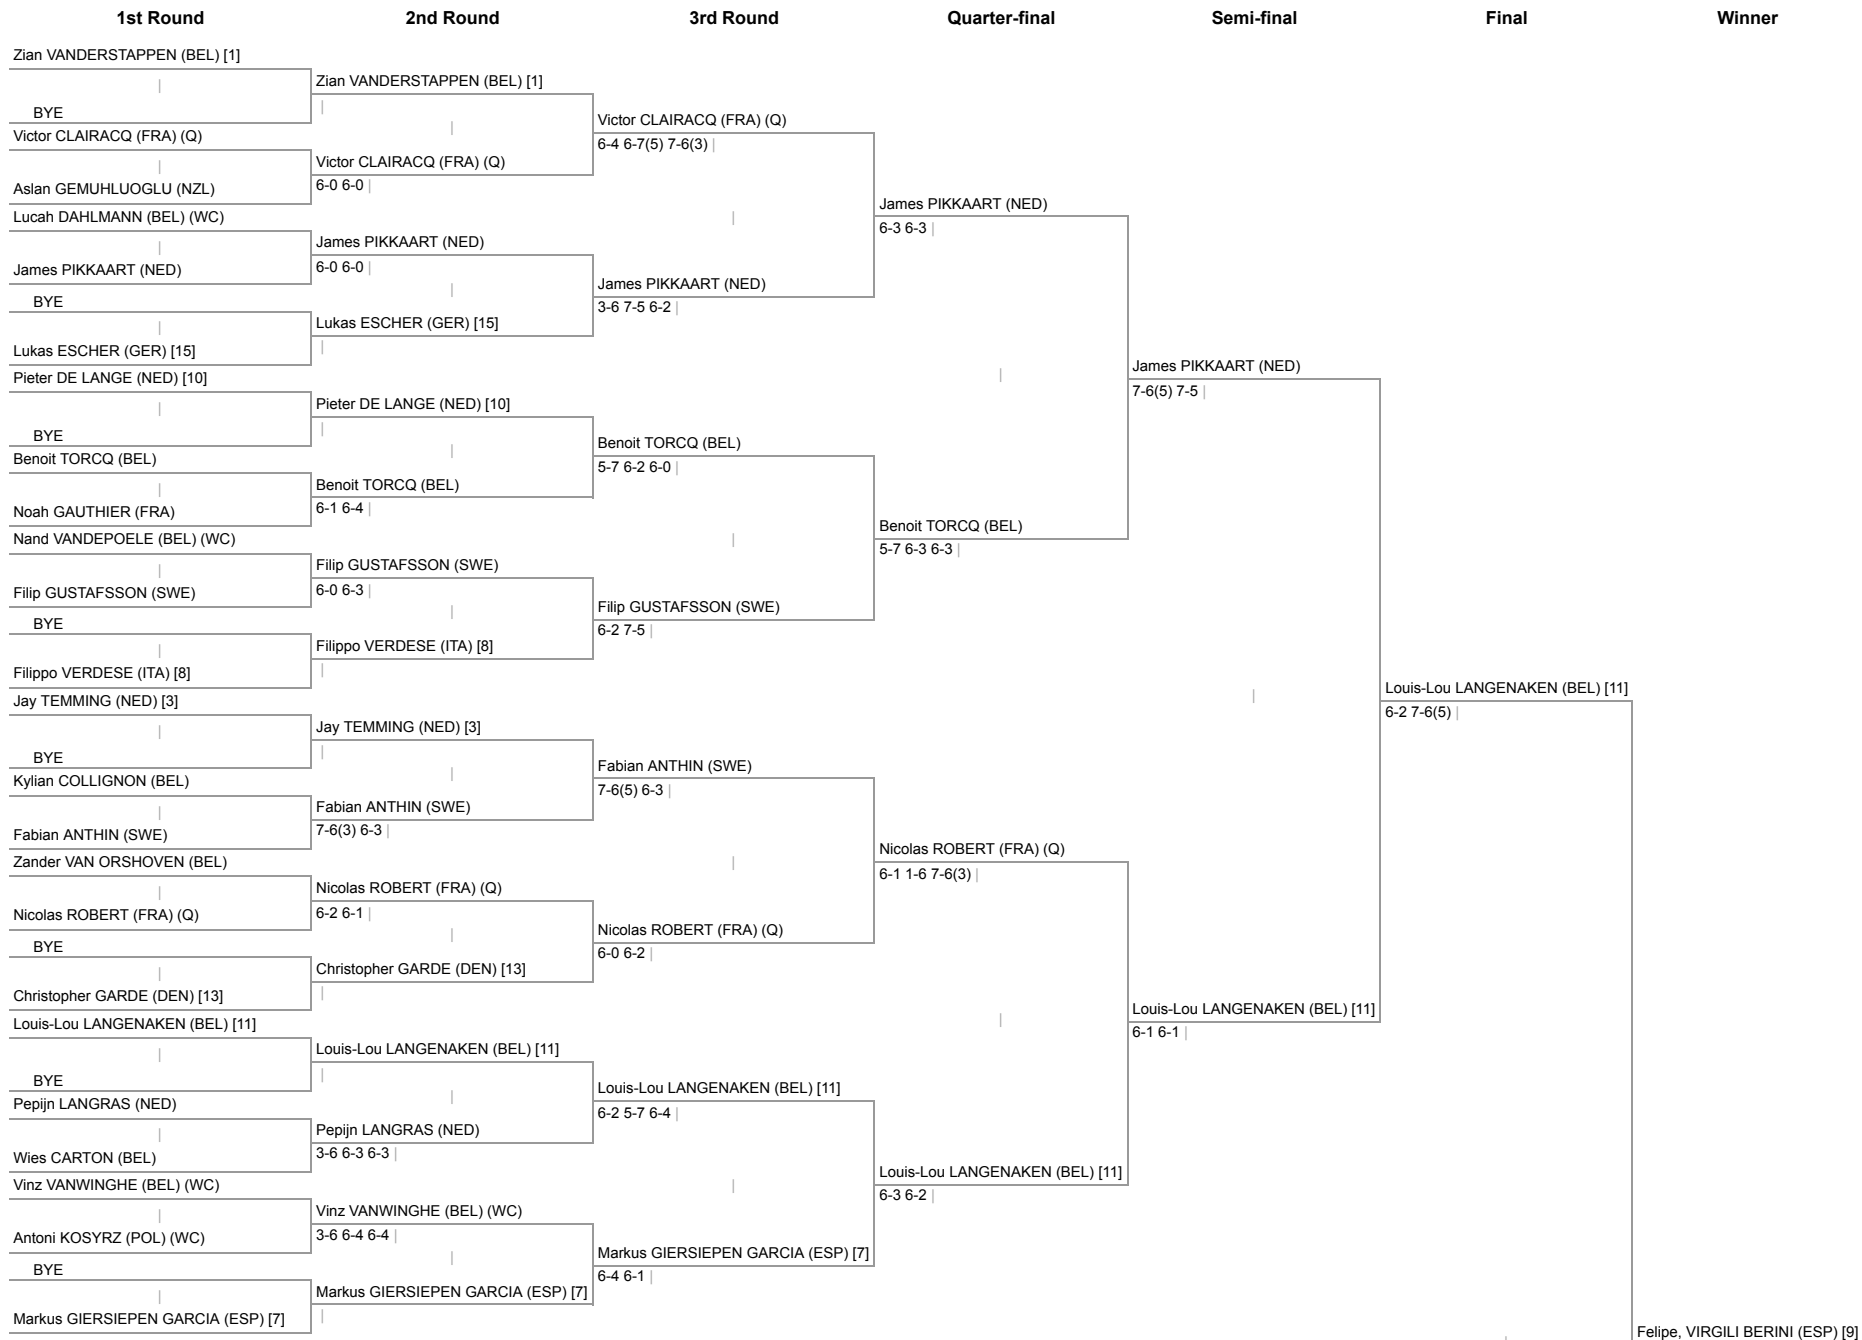 1st Round 2nd Round 3rd Round Quarter-final Semi-final Final Winner
Zian VANDERSTAPPEN (BEL) [1]
Zian VANDERSTAPPEN (BEL) [1]
BYE
Victor CLAIRACQ (FRA) (Q)
6-4 6-7(5) 7-6(3)
Victor CLAIRACQ (FRA) (Q)
Victor CLAIRACQ (FRA) (Q)
6-0 6-0
Aslan GEMUHLUOGLU (NZL)
James PIKKAART (NED)
6-3 6-3
Lucah DAHLMANN (BEL) (WC)
James PIKKAART (NED)
6-0 6-0
James PIKKAART (NED)
James PIKKAART (NED)
3-6 7-5 6-2
BYE
Lukas ESCHER (GER) [15]
Lukas ESCHER (GER) [15]
James PIKKAART (NED)
7-6(5) 7-5
Pieter DE LANGE (NED) [10]
Pieter DE LANGE (NED) [10]
BYE
Benoit TORCQ (BEL)
5-7 6-2 6-0
Benoit TORCQ (BEL)
Benoit TORCQ (BEL)
6-1 6-4
Noah GAUTHIER (FRA)
Benoit TORCQ (BEL)
5-7 6-3 6-3
Nand VANDEPOELE (BEL) (WC)
Filip GUSTAFSSON (SWE)
6-0 6-3
Filip GUSTAFSSON (SWE)
Filip GUSTAFSSON (SWE)
6-2 7-5
BYE
Filippo VERDESE (ITA) [8]
Filippo VERDESE (ITA) [8]
Louis-Lou LANGENAKEN (BEL) [11]
6-2 7-6(5)
Jay TEMMING (NED) [3]
Jay TEMMING (NED) [3]
BYE
Fabian ANTHIN (SWE)
7-6(5) 6-3
Kylian COLLIGNON (BEL)
Fabian ANTHIN (SWE)
7-6(3) 6-3
Fabian ANTHIN (SWE)
Nicolas ROBERT (FRA) (Q)
6-1 1-6 7-6(3)
Zander VAN ORSHOVEN (BEL)
Nicolas ROBERT (FRA) (Q)
6-2 6-1
Nicolas ROBERT (FRA) (Q)
Nicolas ROBERT (FRA) (Q)
6-0 6-2
BYE
Christopher GARDE (DEN) [13]
Christopher GARDE (DEN) [13]
Louis-Lou LANGENAKEN (BEL) [11]
6-1 6-1
Louis-Lou LANGENAKEN (BEL) [11]
Louis-Lou LANGENAKEN (BEL) [11]
BYE
Louis-Lou LANGENAKEN (BEL) [11]
6-2 5-7 6-4
Pepijn LANGRAS (NED)
Pepijn LANGRAS (NED)
3-6 6-3 6-3
Wies CARTON (BEL)
Louis-Lou LANGENAKEN (BEL) [11]
6-3 6-2
Vinz VANWINGHE (BEL) (WC)
Vinz VANWINGHE (BEL) (WC)
3-6 6-4 6-4
Antoni KOSYRZ (POL) (WC)
Markus GIERSIEPEN GARCIA (ESP) [7]
6-4 6-1
BYE
Markus GIERSIEPEN GARCIA (ESP) [7]
Markus GIERSIEPEN GARCIA (ESP) [7]
Felipe, VIRGILI BERINI (ESP) [9]